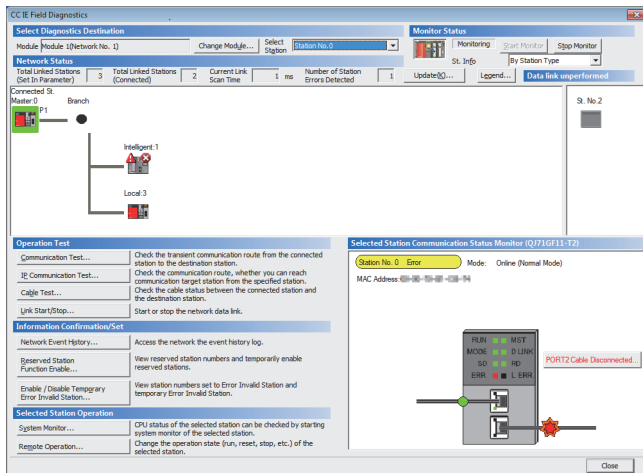 CC IE Field Diagnostics
Select Diagnostics Destination
Monitor Status
Module Module 1(Network No. 1)
Change Module...
Select Station
Station No.0
Monitoring
Start Monitor
Stop Monitor
Network Status
St. Info
By Station Type
Total Linked Stations (Set In Parameter) 3
Total Linked Stations (Connected) 2
Current Link Scan Time 1 ms
Number of Station Errors Detected 1
Update(K)...
Legend...
Data link unperformed
Connected St.
Master:0
Branch
P1
St. No.2
Intelligent:1
Local:3
Operation Test
Communication Test...
Check the transient communication route from the connected
station to the destination station.
IP Communication Test...
Check the communication route, whether you can reach
communication target station from the specified station.
Cable Test...
Check the cable status between the connected station and
the destination station.
Link Start/Stop...
Start or stop the network data link.
Information Confirmation/Set
Network Event History...
Access the network the event history log.
Reserved Station
Function Enable...
View reserved station numbers and temporarily enable
reserved stations.
Enable / Disable Temporary
Error Invalid Station...
View station numbers set to Error Invalid Station and
temporary Error Invalid Station.
Selected Station Operation
System Monitor...
CPU status of the selected station can be checked by starting
system monitor of the selected station.
Remote Operation...
Change the operation state (run, reset, stop, etc.) of the
selected station.
Selected Station Communication Status Monitor (QJ71GF11-T2)
Station No. 0 Error
Mode: Online (Normal Mode)
MAC Address:
RUN MST
MODE D LINK
SD RD
ERR L ERR
PORT2 Cable Disconnected...
Close